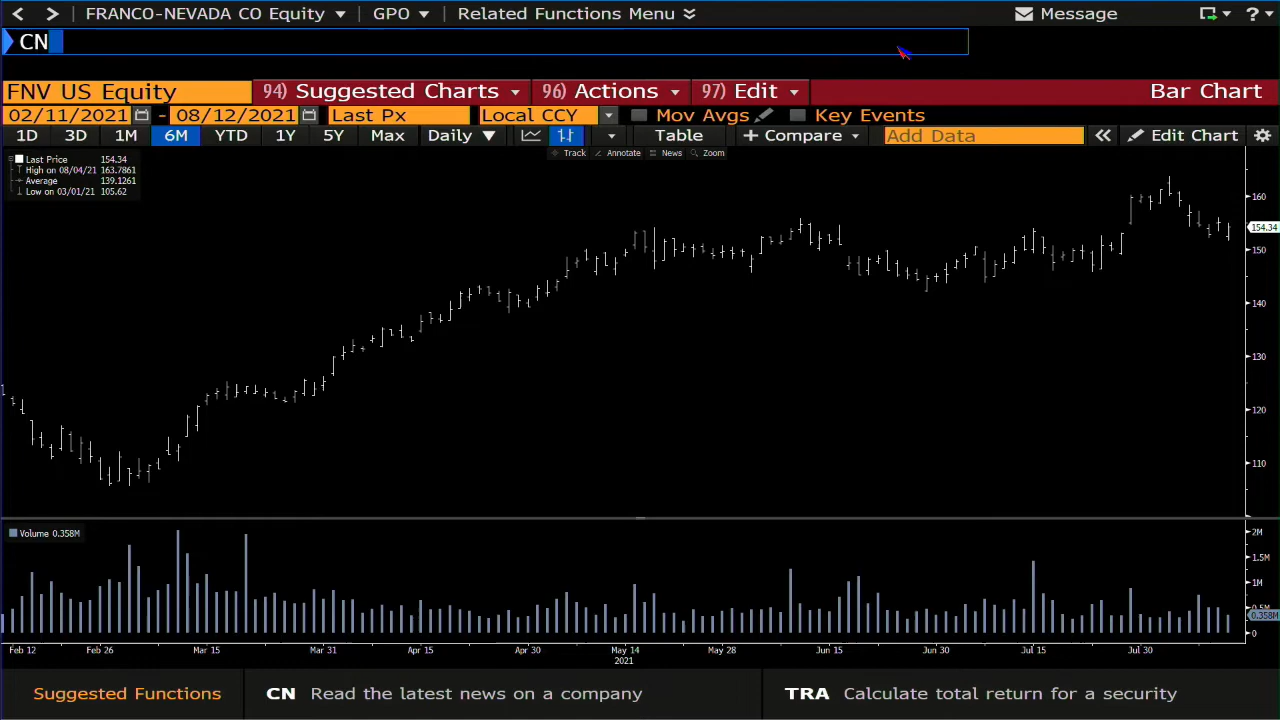 FRANCO-NEVADA CO Equity GPO Related Functions Menu Message ?
CN
FNV US Equity 94) Suggested Charts 96) Actions 97) Edit Bar Chart
02/11/2021 - 08/12/2021 Last Px Local CCY Mov Avgs Key Events
1D 3D 1M 6M YTD 1Y 5Y Max Daily Table + Compare Add Data Edit Chart
Track Annotate News Zoom
Last Price 154.34
High on 08/04/21 163.7861
Average 139.1261
Low on 03/01/21 105.62
160
154.34
150
140
130
120
110
Volume 0.358M
2M
1.5M
1M
0.5M
0.358M
0
Feb 12 Feb 26 Mar 15 Mar 31 Apr 15 Apr 30 May 14 May 28 Jun 15 Jun 30 Jul 15 Jul 30
2021
Suggested Functions CN Read the latest news on a company TRA Calculate total return for a security